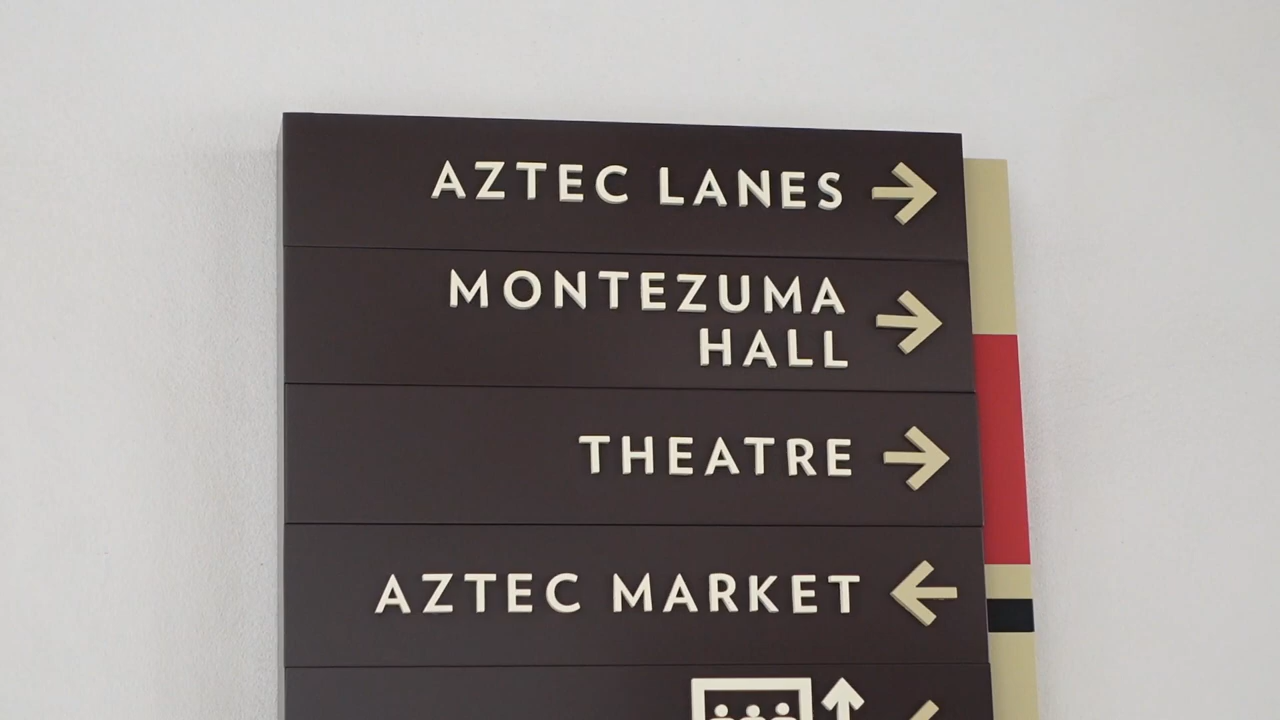 AZTEC LANES
MONTEZUMA
HALL
THEATRE
AZTEC MARKET